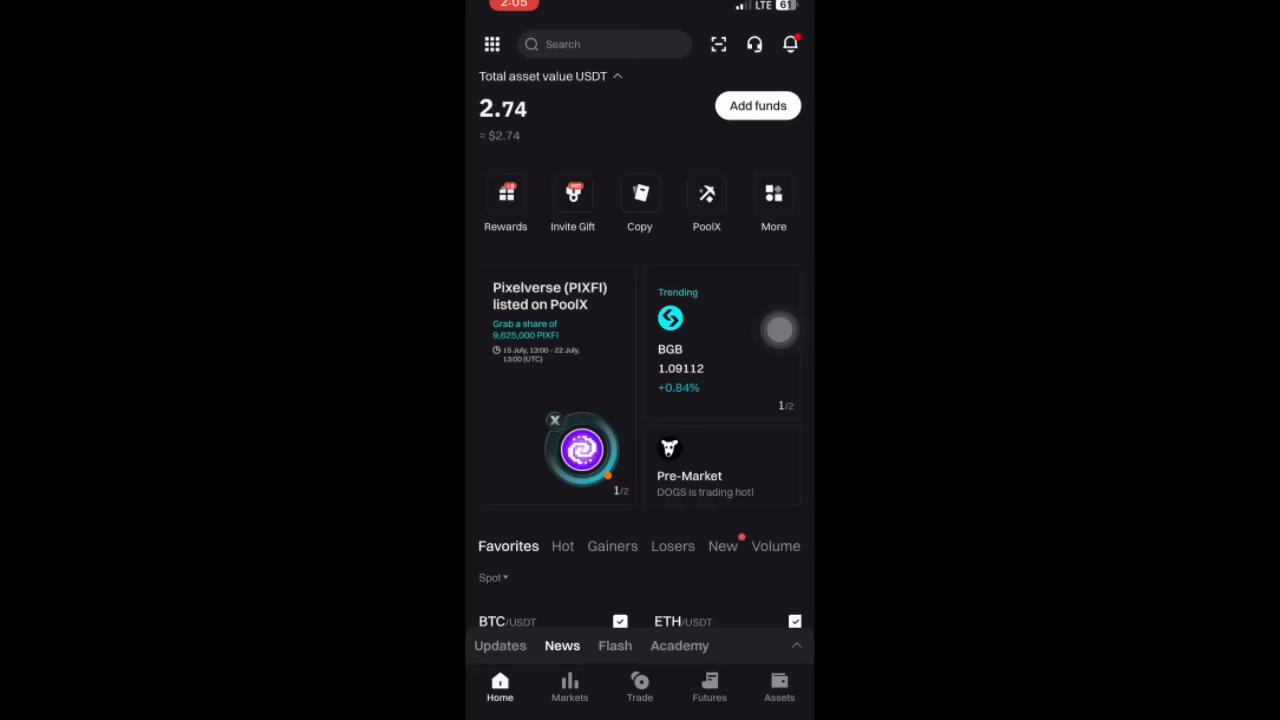 2:05
LTE 61
Search
Total asset value USDT
2.74
Add funds
≈ $2.74
+3
HOT
Rewards
Invite Gift
Copy
PoolX
More
Pixelverse (PIXFI)
listed on PoolX
Grab a share of
9,625,000 PIXFI
15 July, 13:00 - 22 July,
13:00 (UTC)
X
1/2
Trending
BGB
1.09112
+0.84%
1/2
Pre-Market
DOGS is trading hot!
Favorites Hot Gainers Losers New Volume
Spot
BTC/USDT
ETH/USDT
Updates News Flash Academy
Home Markets Trade Futures Assets